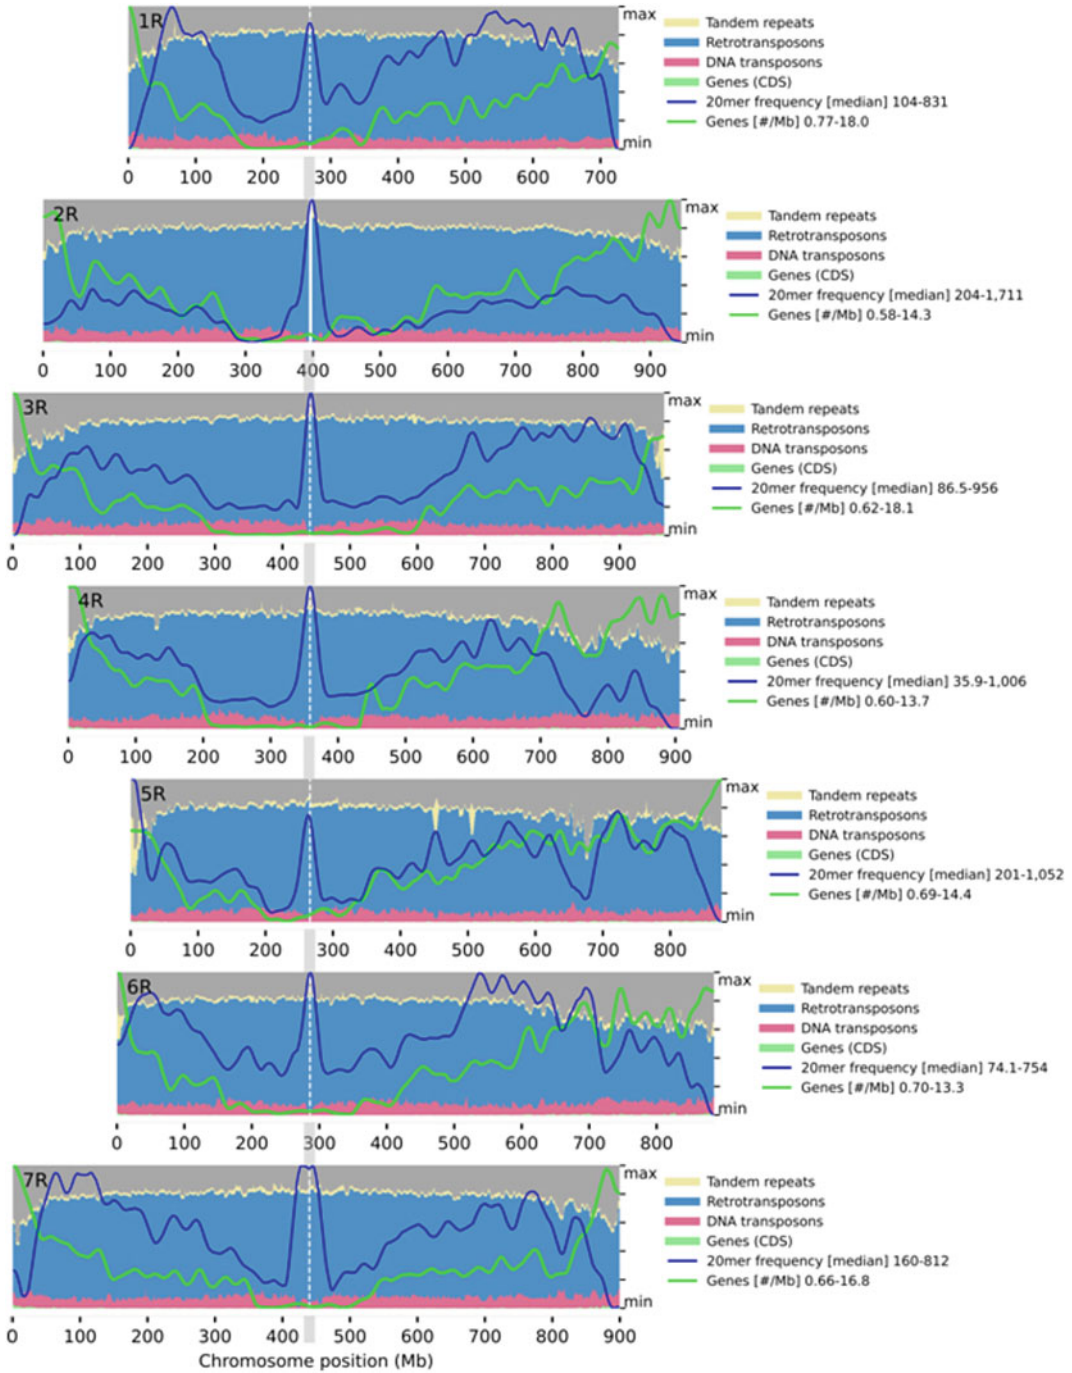 1R
max
Tandem repeats
Retrotransposons
DNA transposons
Genes (CDS)
20mer frequency [median] 104-831
Genes [#/Mb] 0.77-18.0
min
0 100 200 300 400 500 600 700
2R
max
Tandem repeats
Retrotransposons
DNA transposons
Genes (CDS)
20mer frequency [median] 204-1,711
Genes [#/Mb] 0.58-14.3
min
0 100 200 300 400 500 600 700 800 900
3R
max
Tandem repeats
Retrotransposons
DNA transposons
Genes (CDS)
20mer frequency [median] 86.5-956
Genes [#/Mb] 0.62-18.1
min
0 100 200 300 400 500 600 700 800 900
4R
max
Tandem repeats
Retrotransposons
DNA transposons
Genes (CDS)
20mer frequency [median] 35.9-1,006
Genes [#/Mb] 0.60-13.7
min
0 100 200 300 400 500 600 700 800 900
5R
max
Tandem repeats
Retrotransposons
DNA transposons
Genes (CDS)
20mer frequency [median] 201-1,052
Genes [#/Mb] 0.69-14.4
min
0 100 200 300 400 500 600 700 800
6R
max
Tandem repeats
Retrotransposons
DNA transposons
Genes (CDS)
20mer frequency [median] 74.1-754
Genes [#/Mb] 0.70-13.3
min
0 100 200 300 400 500 600 700 800
7R
max
Tandem repeats
Retrotransposons
DNA transposons
Genes (CDS)
20mer frequency [median] 160-812
Genes [#/Mb] 0.66-16.8
min
0 100 200 300 400 500 600 700 800 900
Chromosome position (Mb)